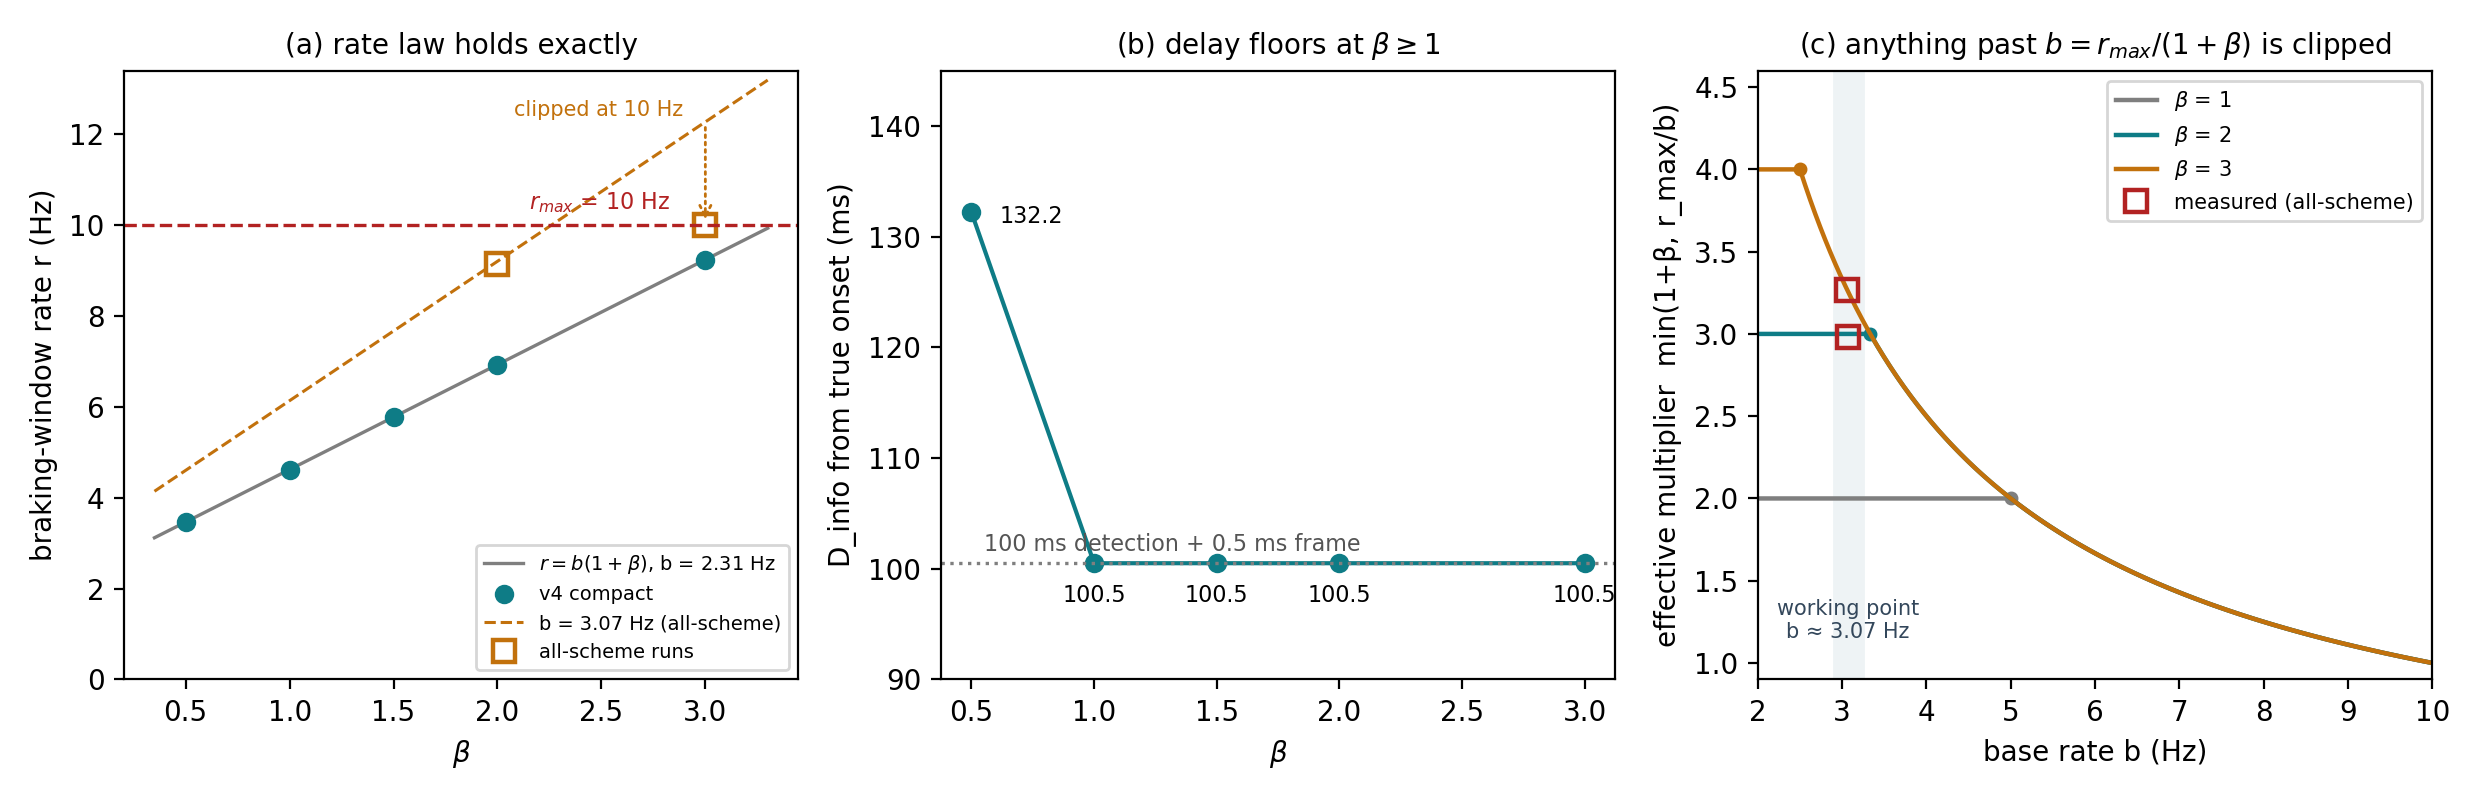 (a) rate law holds exactly
braking-window rate r (Hz)
12
10
8
6
4
2
0
clipped at 10 Hz
r_max = 10 Hz
r = b(1 + β), b = 2.31 Hz
v4 compact
b = 3.07 Hz (all-scheme)
all-scheme runs
0.5 1.0 1.5 2.0 2.5 3.0
β
(b) delay floors at β ≥ 1
D_info from true onset (ms)
140
130
120
110
100
90
132.2
100 ms detection + 0.5 ms frame
100.5 100.5 100.5 100.5
0.5 1.0 1.5 2.0 2.5 3.0
β
(c) anything past b = r_max/(1 + β) is clipped
effective multiplier min(1+β, r_max/b)
4.5
4.0
3.5
3.0
2.5
2.0
1.5
1.0
β = 1
β = 2
β = 3
measured (all-scheme)
working point
b ≈ 3.07 Hz
2 3 4 5 6 7 8 9 10
base rate b (Hz)